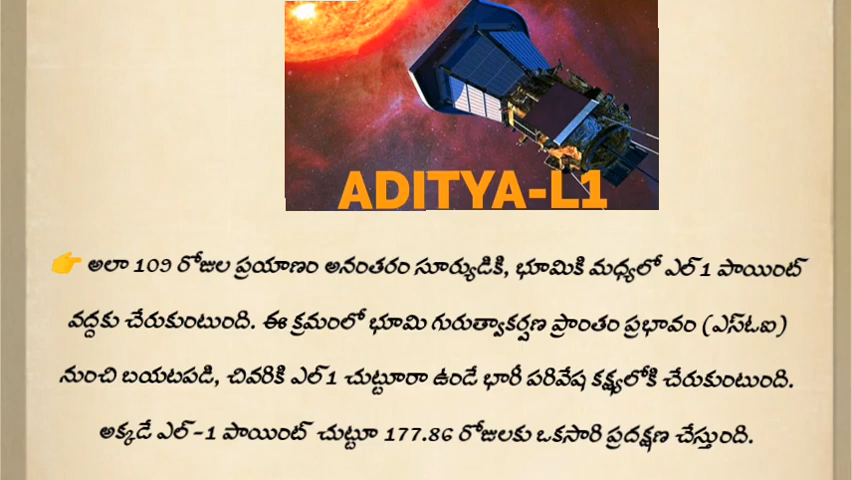 ADITYA-L1
👉 అలా 109 రోజుల ప్రయాణం అనంతరం సూర్యుడికి, భూమికి మధ్యలో ఎల్1 పాయింట్
వద్దకు చేరుకుంటుంది. ఈ క్రమంలో భూమి గురుత్వాకర్షణ ప్రాంతం ప్రభావం (ఎస్ఓఐ)
నుంచి బయటపడి, చివరికి ఎల్1 చుట్టూరా ఉండే భారీ పరివేష కక్ష్యలోకి చేరుకుంటుంది.
అక్కడే ఎల్-1 పాయింట్ చుట్టూ 177.86 రోజులకు ఒకసారి ప్రదక్షణ చేస్తుంది.